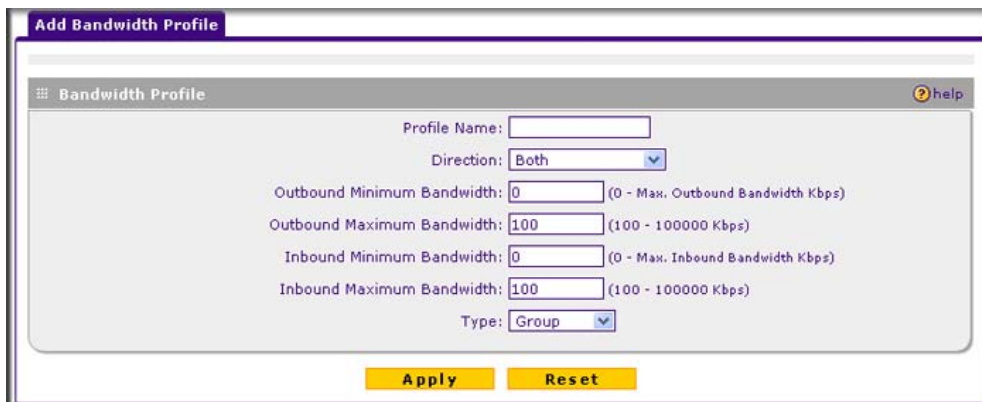 Add Bandwidth Profile
Bandwidth Profile
help
Profile Name:
Direction: Both
Outbound Minimum Bandwidth: 0 (0 - Max. Outbound Bandwidth Kbps)
Outbound Maximum Bandwidth: 100 (100 - 100000 Kbps)
Inbound Minimum Bandwidth: 0 (0 - Max. Inbound Bandwidth Kbps)
Inbound Maximum Bandwidth: 100 (100 - 100000 Kbps)
Type: Group
Apply Reset